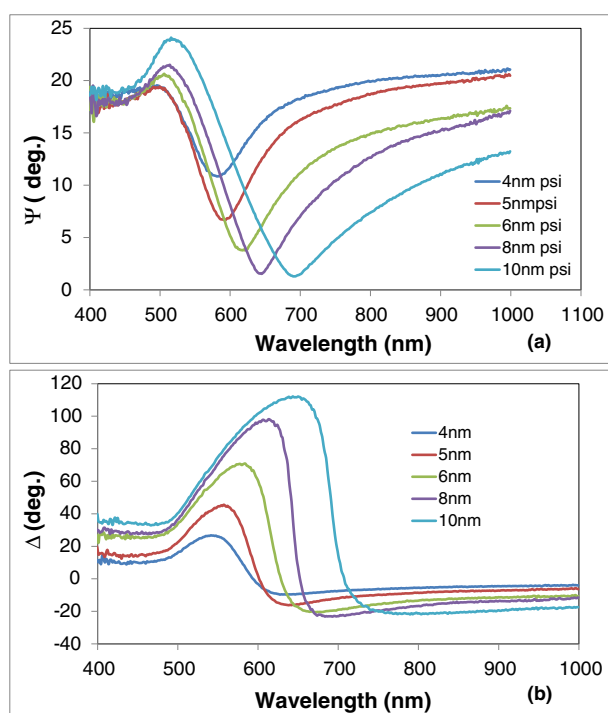 25
20
15
10
5
0
Ψ ( deg.)
4nm psi
5nmpsi
6nm psi
8nm psi
10nm psi
400 500 600 700 800 900 1000 1100
Wavelength (nm)
(a)
120
100
80
60
40
20
0
-20
-40
Δ (deg.)
4nm
5nm
6nm
8nm
10nm
400 500 600 700 800 900 1000
Wavelength (nm)
(b)